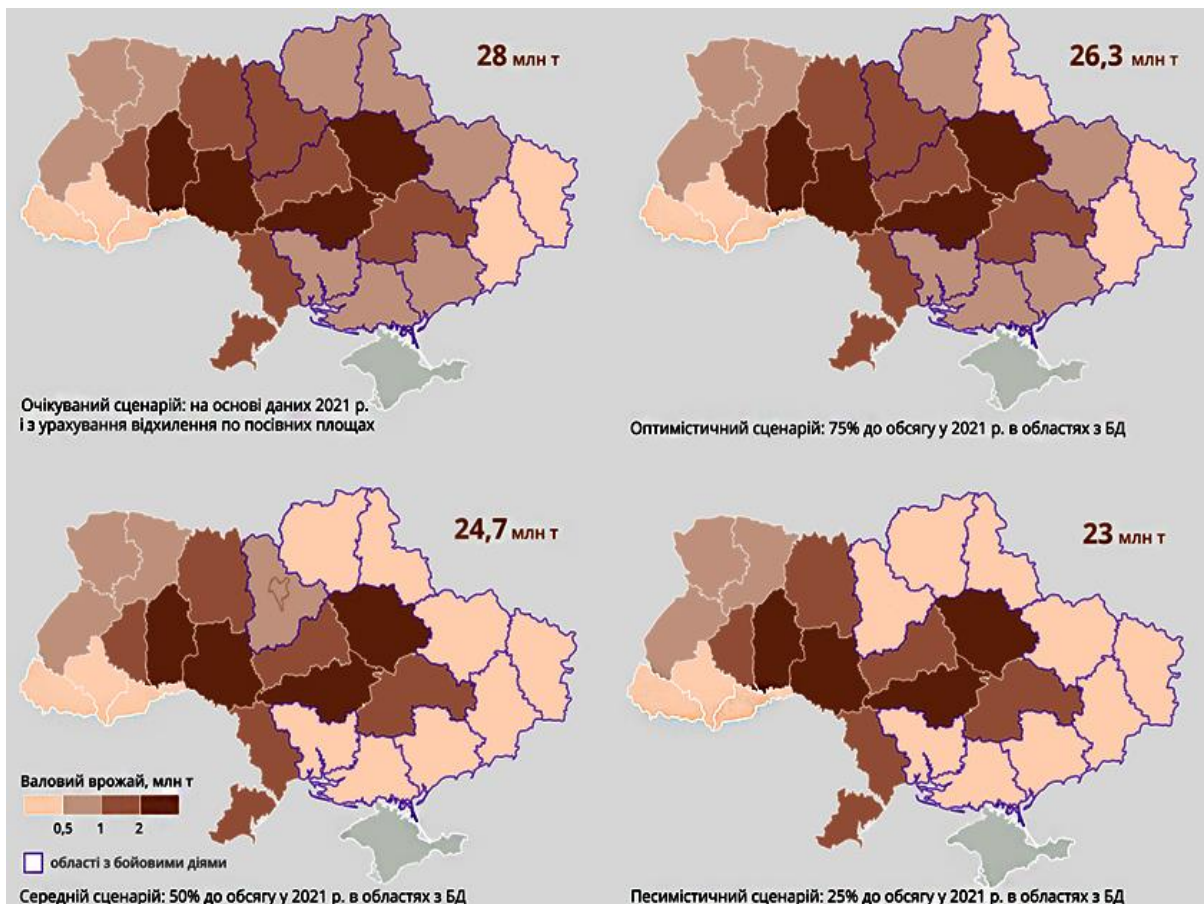 28 млн т
26,3 млн т
Очікуваний сценарій: на основі даних 2021 р.
і з урахування відхилення по посівних площах
Оптимістичний сценарій: 75% до обсягу у 2021 р. в областях з БД
24,7 млн т
23 млн т
Валовий врожай, млн т
0,5 1 2
області з бойовими діями
Середній сценарій: 50% до обсягу у 2021 р. в областях з БД
Песимістичний сценарій: 25% до обсягу у 2021 р. в областях з БД